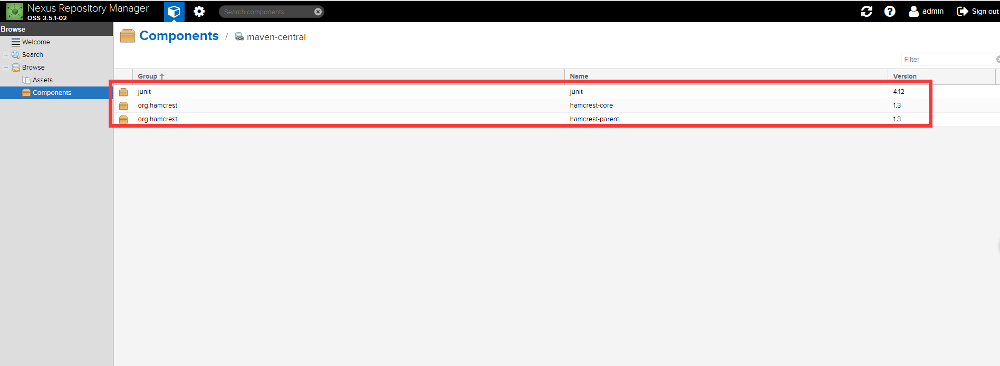 Nexus Repository Manager
OSS 3.5.1-02
Search components
admin
Sign out
Browse
Welcome
Search
Browse
Assets
Components
Components / maven-central
Filter
Group Name Version
junit junit 4.12
org.hamcrest hamcrest-core 1.3
org.hamcrest hamcrest-parent 1.3